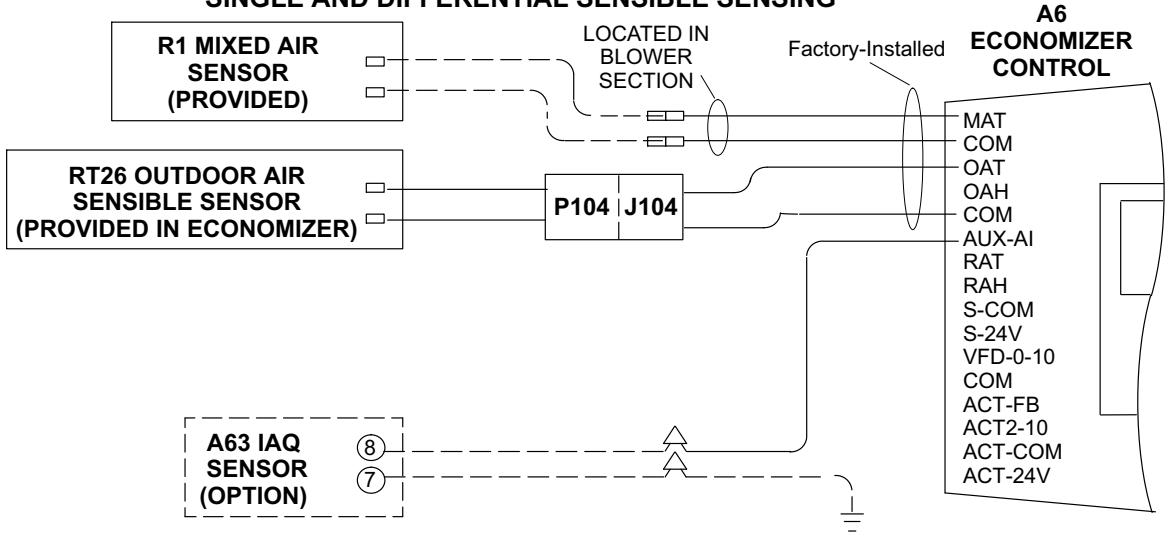 SINGLE AND DIFFERENTIAL SENSIBLE SENSING
R1 MIXED AIR
SENSOR
(PROVIDED)
LOCATED IN
BLOWER
SECTION
Factory-Installed
A6
ECONOMIZER
CONTROL
RT26 OUTDOOR AIR
SENSIBLE SENSOR
(PROVIDED IN ECONOMIZER)
P104
J104
MAT
COM
OAT
OAH
COM
AUX-AI
RAT
RAH
S-COM
S-24V
VFD-0-10
COM
ACT-FB
ACT2-10
ACT-COM
ACT-24V
A63 IAQ
SENSOR
(OPTION)
8
7